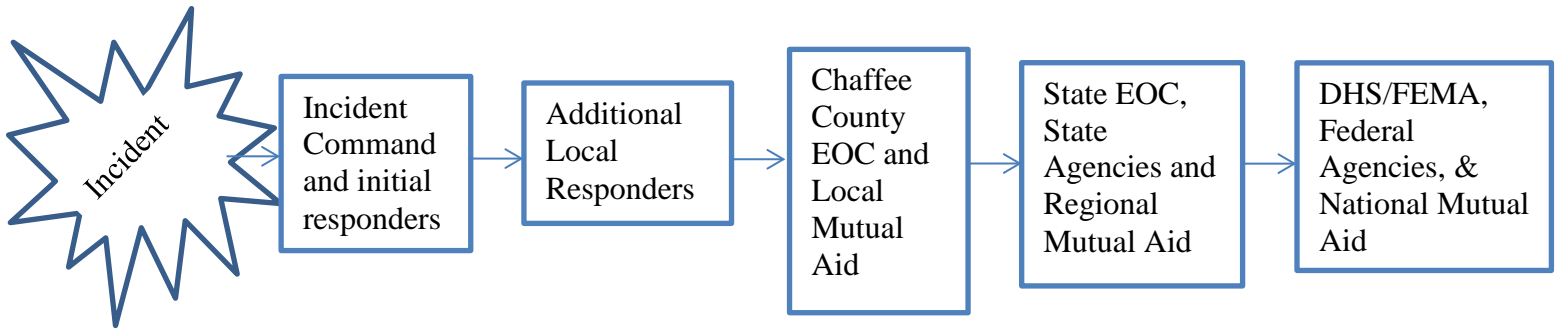 Incident
Incident
Command
and initial
responders
Additional
Local
Responders
Chaffee
County
EOC and
Local
Mutual
Aid
State EOC,
State
Agencies and
Regional
Mutual Aid
DHS/FEMA,
Federal
Agencies, &
National Mutual
Aid